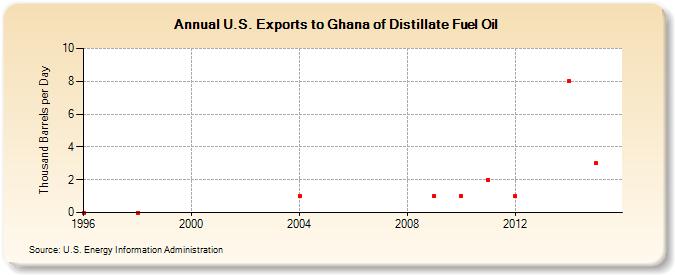 Annual U.S. Exports to Ghana of Distillate Fuel Oil
Thousand Barrels per Day
10
8
6
4
2
0
1996 2000 2004 2008 2012
Source: U.S. Energy Information Administration